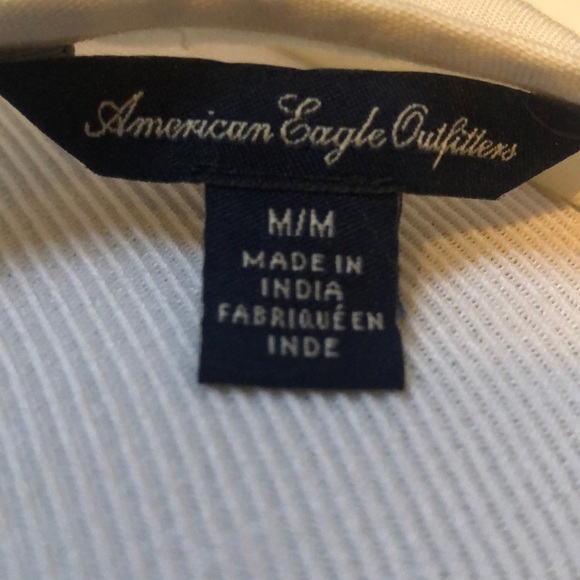 American Eagle Outfitters
M/M
MADE IN
INDIA
FABRIQUÉ EN
INDE